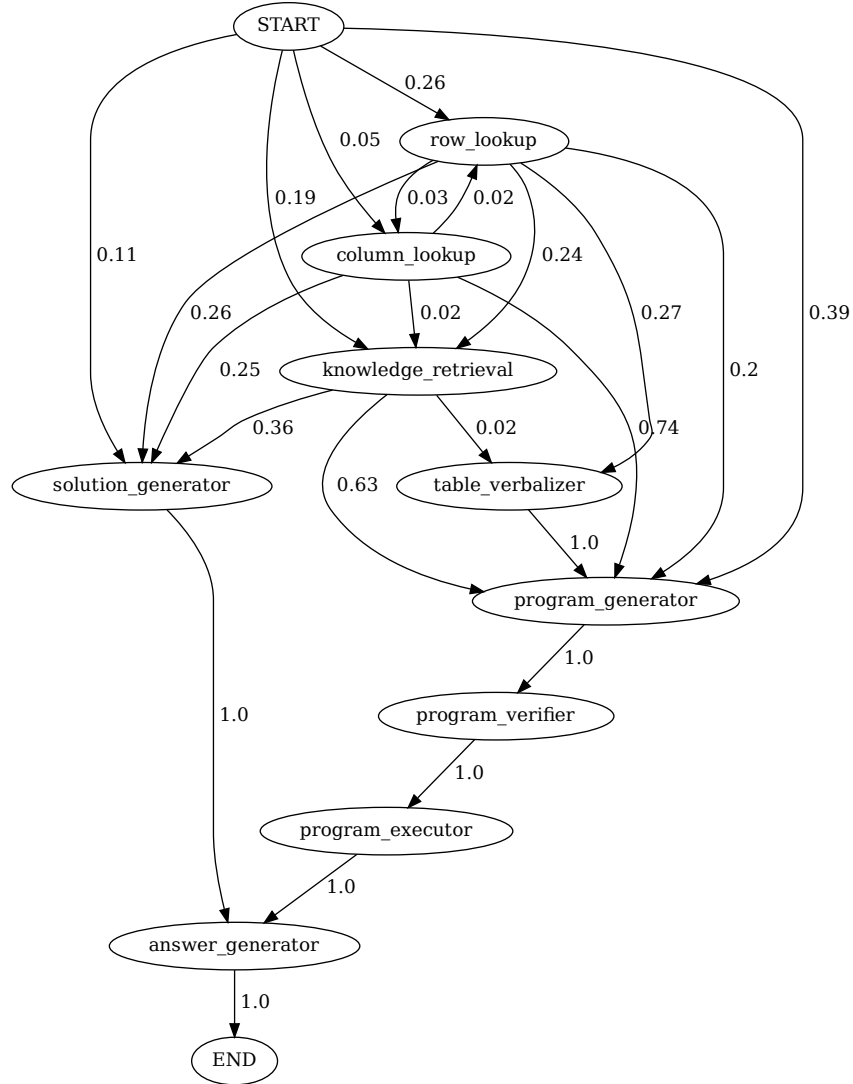 START
0.26
row_lookup
0.05
0.19
0.03
0.02
0.11
column_lookup
0.24
0.26
0.02
0.27
0.39
0.25
knowledge_retrieval
0.2
0.36
0.02
0.74
solution_generator
0.63
table_verbalizer
1.0
program_generator
1.0
1.0
program_verifier
1.0
program_executor
1.0
answer_generator
1.0
END